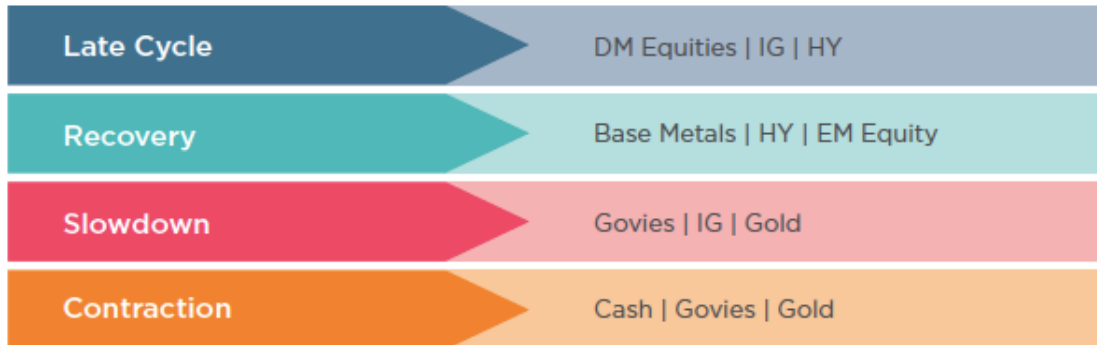 Late Cycle DM Equities | IG | HY
Recovery Base Metals | HY | EM Equity
Slowdown Govies | IG | Gold
Contraction Cash | Govies | Gold